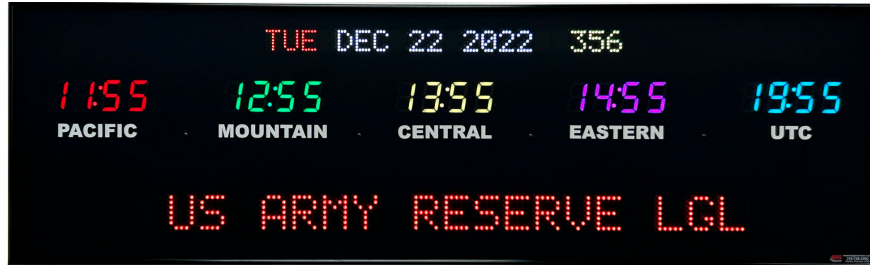 TUE DEC 22 2022 356
11:55 12:55 13:55 14:55 19:55
PACIFIC MOUNTAIN CENTRAL EASTERN UTC
US ARMY RESERVE LGL